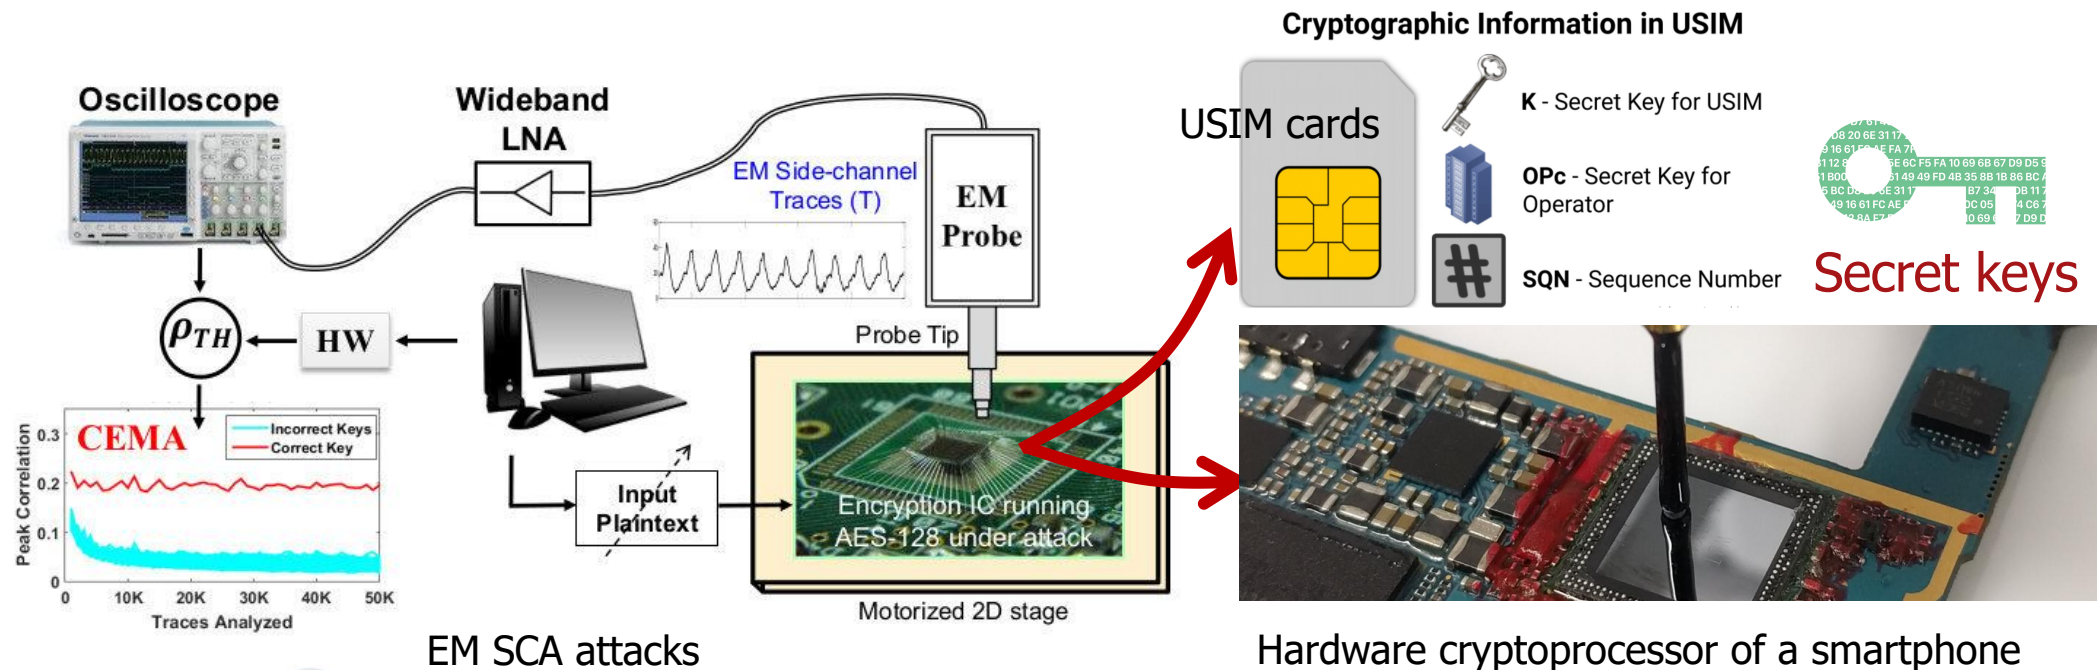 Cryptographic Information in USIM
Oscilloscope
Wideband
LNA
EM Side-channel
Traces (T)
EM
Probe
USIM cards
K - Secret Key for USIM
OPc - Secret Key for
Operator
SQN - Sequence Number
Secret keys
ρTH
HW
Probe Tip
CEMA
Incorrect Keys
Correct Key
Peak Correlation
0.3
0.2
0.1
0
0
10K
20K
30K
40K
50K
Traces Analyzed
Input
Plaintext
Encryption IC running
AES-128 under attack
Motorized 2D stage
EM SCA attacks
Hardware cryptoprocessor of a smartphone